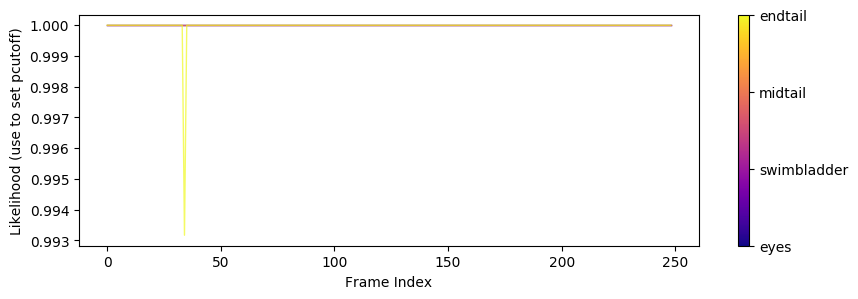 Likelihood (use to set pcutoff)
1.000
0.999
0.998
0.997
0.996
0.995
0.994
0.993
0
50
100
150
200
250
Frame Index
endtail
midtail
swimbladder
eyes